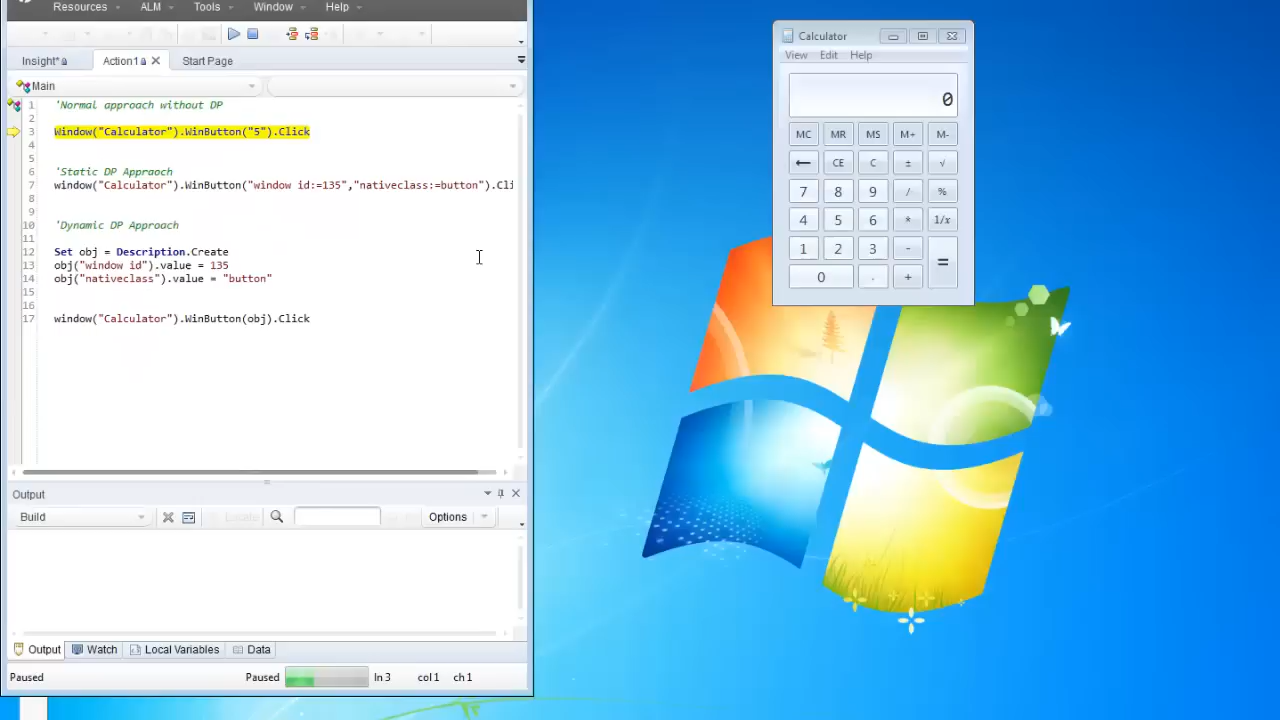 Resources ALM Tools Window Help
Insight* Action1 Start Page
Main
1 'Normal approach without DP
2
3 Window("Calculator").WinButton("5").Click
4
5
6 'Static DP Appraoch
7 window("Calculator").WinButton("window id:=135","nativeclass:=button").Cli
8
9
10 'Dynamic DP Approach
11
12 Set obj = Description.Create
13 obj("window id").value = 135
14 obj("nativeclass").value = "button"
15
16
17 window("Calculator").WinButton(obj).Click
Output
Build Locate Options
Output Watch Local Variables Data
Paused Paused ln 3 col 1 ch 1
Calculator
View Edit Help
0
MC MR MS M+ M-
← CE C ± √
7 8 9 / %
4 5 6 * 1/x
1 2 3 - =
0 . +